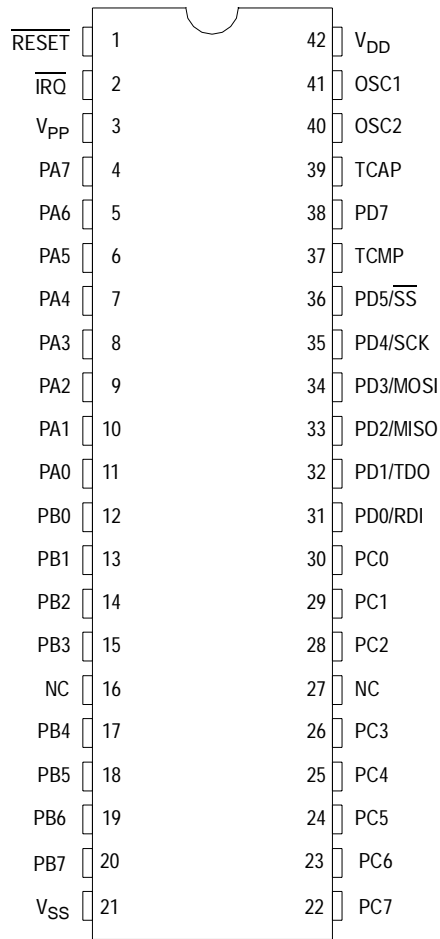 R̅E̅S̅E̅T̅ 1 42 VDD
I̅R̅Q̅ 2 41 OSC1
VPP 3 40 OSC2
PA7 4 39 TCAP
PA6 5 38 PD7
PA5 6 37 TCMP
PA4 7 36 PD5/S̅S̅
PA3 8 35 PD4/SCK
PA2 9 34 PD3/MOSI
PA1 10 33 PD2/MISO
PA0 11 32 PD1/TDO
PB0 12 31 PD0/RDI
PB1 13 30 PC0
PB2 14 29 PC1
PB3 15 28 PC2
NC 16 27 NC
PB4 17 26 PC3
PB5 18 25 PC4
PB6 19 24 PC5
PB7 20 23 PC6
VSS 21 22 PC7